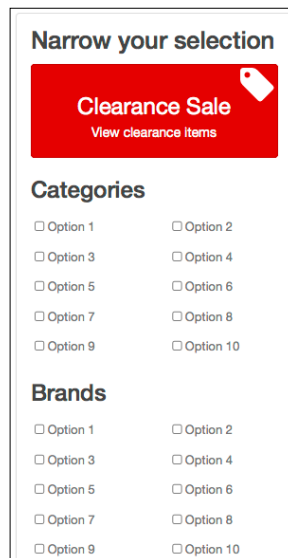 Narrow your selection
Clearance Sale
View clearance items
Categories
Option 1 Option 2
Option 3 Option 4
Option 5 Option 6
Option 7 Option 8
Option 9 Option 10
Brands
Option 1 Option 2
Option 3 Option 4
Option 5 Option 6
Option 7 Option 8
Option 9 Option 10